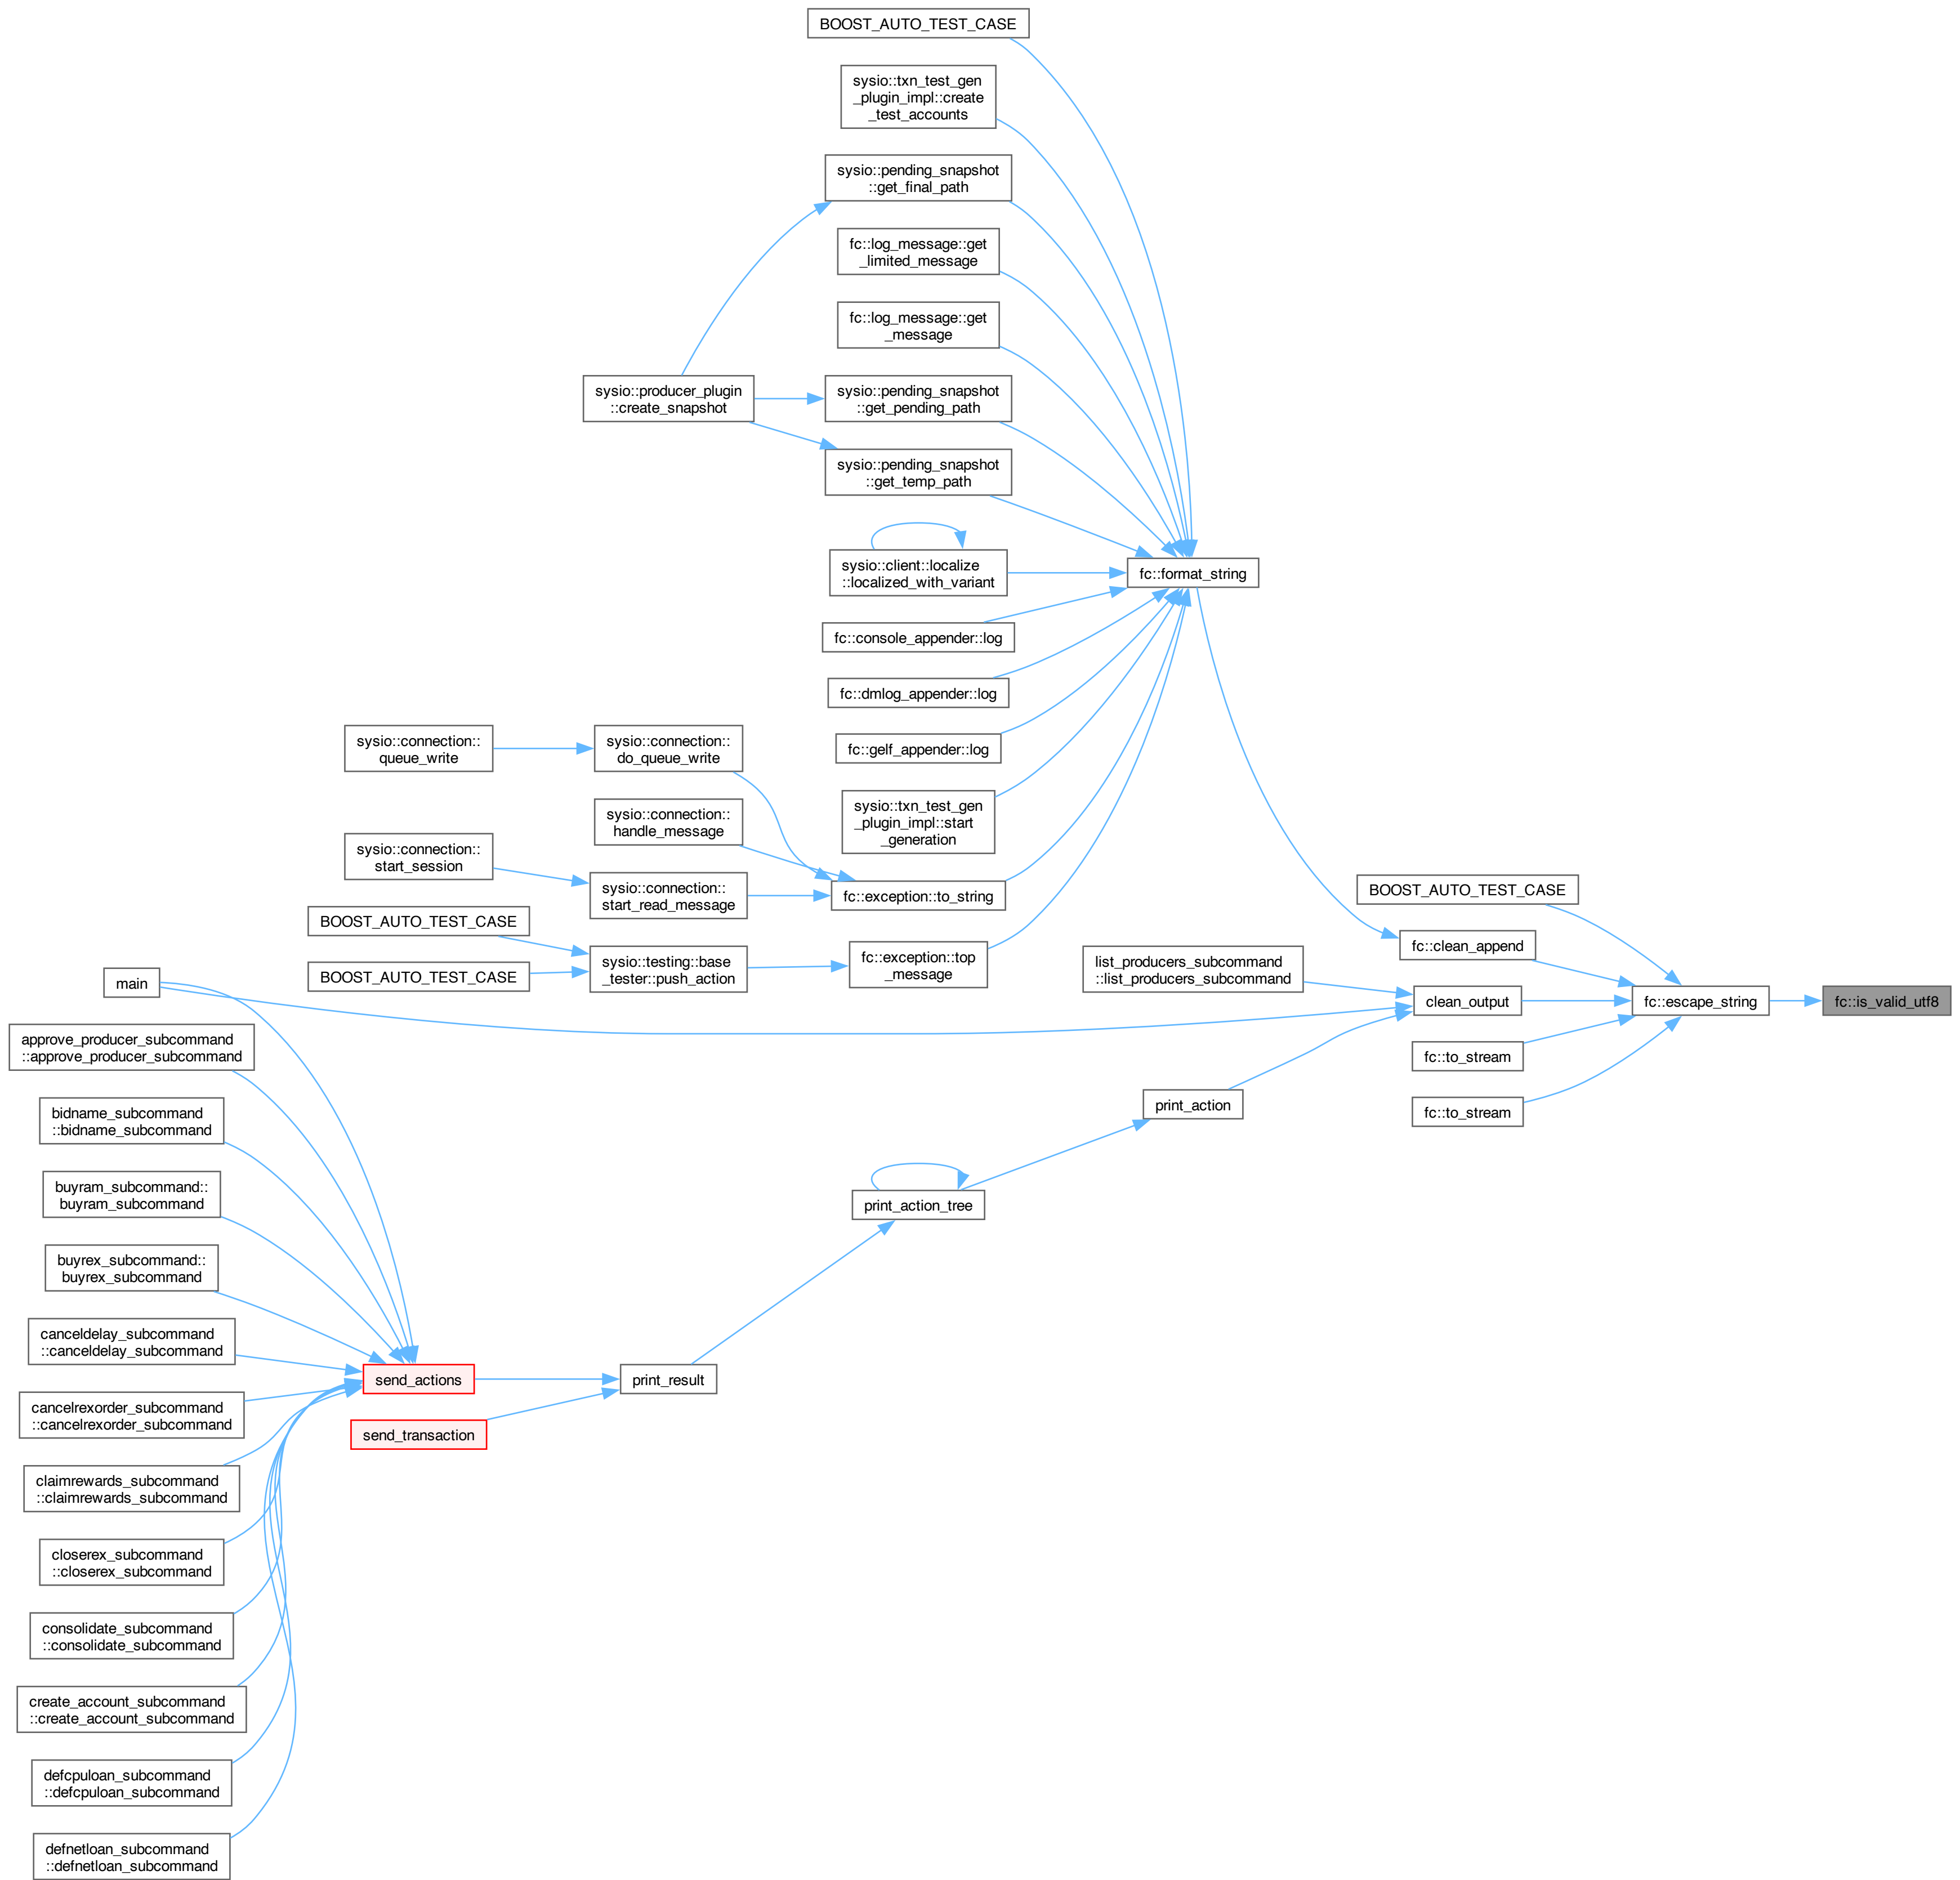 BOOST_AUTO_TEST_CASE
sysio::txn_test_gen
_plugin_impl::create
_test_accounts
sysio::pending_snapshot
::get_final_path
fc::log_message::get
_limited_message
fc::log_message::get
_message
sysio::producer_plugin
::create_snapshot
sysio::pending_snapshot
::get_pending_path
sysio::pending_snapshot
::get_temp_path
sysio::client::localize
::localized_with_variant
fc::format_string
fc::console_appender::log
fc::dmlog_appender::log
fc::gelf_appender::log
sysio::connection::
queue_write
sysio::connection::
do_queue_write
sysio::txn_test_gen
_plugin_impl::start
_generation
sysio::connection::
handle_message
sysio::connection::
start_session
sysio::connection::
start_read_message
fc::exception::to_string
BOOST_AUTO_TEST_CASE
BOOST_AUTO_TEST_CASE
BOOST_AUTO_TEST_CASE
sysio::testing::base
_tester::push_action
fc::exception::top
_message
fc::clean_append
list_producers_subcommand
::list_producers_subcommand
main
clean_output
fc::escape_string
fc::is_valid_utf8
approve_producer_subcommand
::approve_producer_subcommand
fc::to_stream
fc::to_stream
print_action
bidname_subcommand
::bidname_subcommand
buyram_subcommand::
buyram_subcommand
print_action_tree
buyrex_subcommand::
buyrex_subcommand
canceldelay_subcommand
::canceldelay_subcommand
send_actions
print_result
cancelrexorder_subcommand
::cancelrexorder_subcommand
send_transaction
claimrewards_subcommand
::claimrewards_subcommand
closerex_subcommand
::closerex_subcommand
consolidate_subcommand
::consolidate_subcommand
create_account_subcommand
::create_account_subcommand
defcpuloan_subcommand
::defcpuloan_subcommand
defnetloan_subcommand
::defnetloan_subcommand